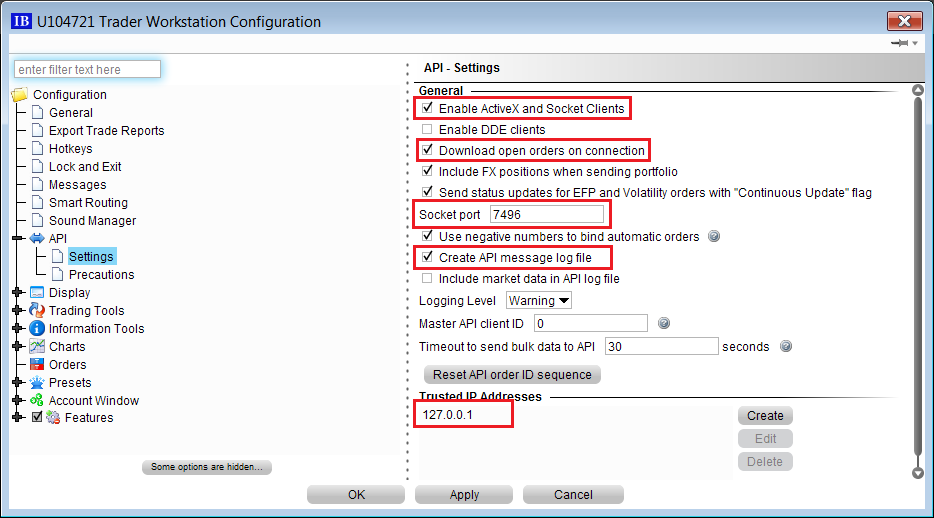 IB U104721 Trader Workstation Configuration
enter filter text here
Configuration
General
Export Trade Reports
Hotkeys
Lock and Exit
Messages
Smart Routing
Sound Manager
API
Settings
Precautions
Display
Trading Tools
Information Tools
Charts
Orders
Presets
Account Window
Features
Some options are hidden...
API - Settings
General
Enable ActiveX and Socket Clients
Enable DDE clients
Download open orders on connection
Include FX positions when sending portfolio
Send status updates for EFP and Volatility orders with "Continuous Update" flag
Socket port 7496
Use negative numbers to bind automatic orders ?
Create API message log file
Include market data in API log file
Logging Level Warning
Master API client ID 0 ?
Timeout to send bulk data to API 30 seconds ?
Reset API order ID sequence
Trusted IP Addresses
127.0.0.1
Create
Edit
Delete
OK Apply Cancel